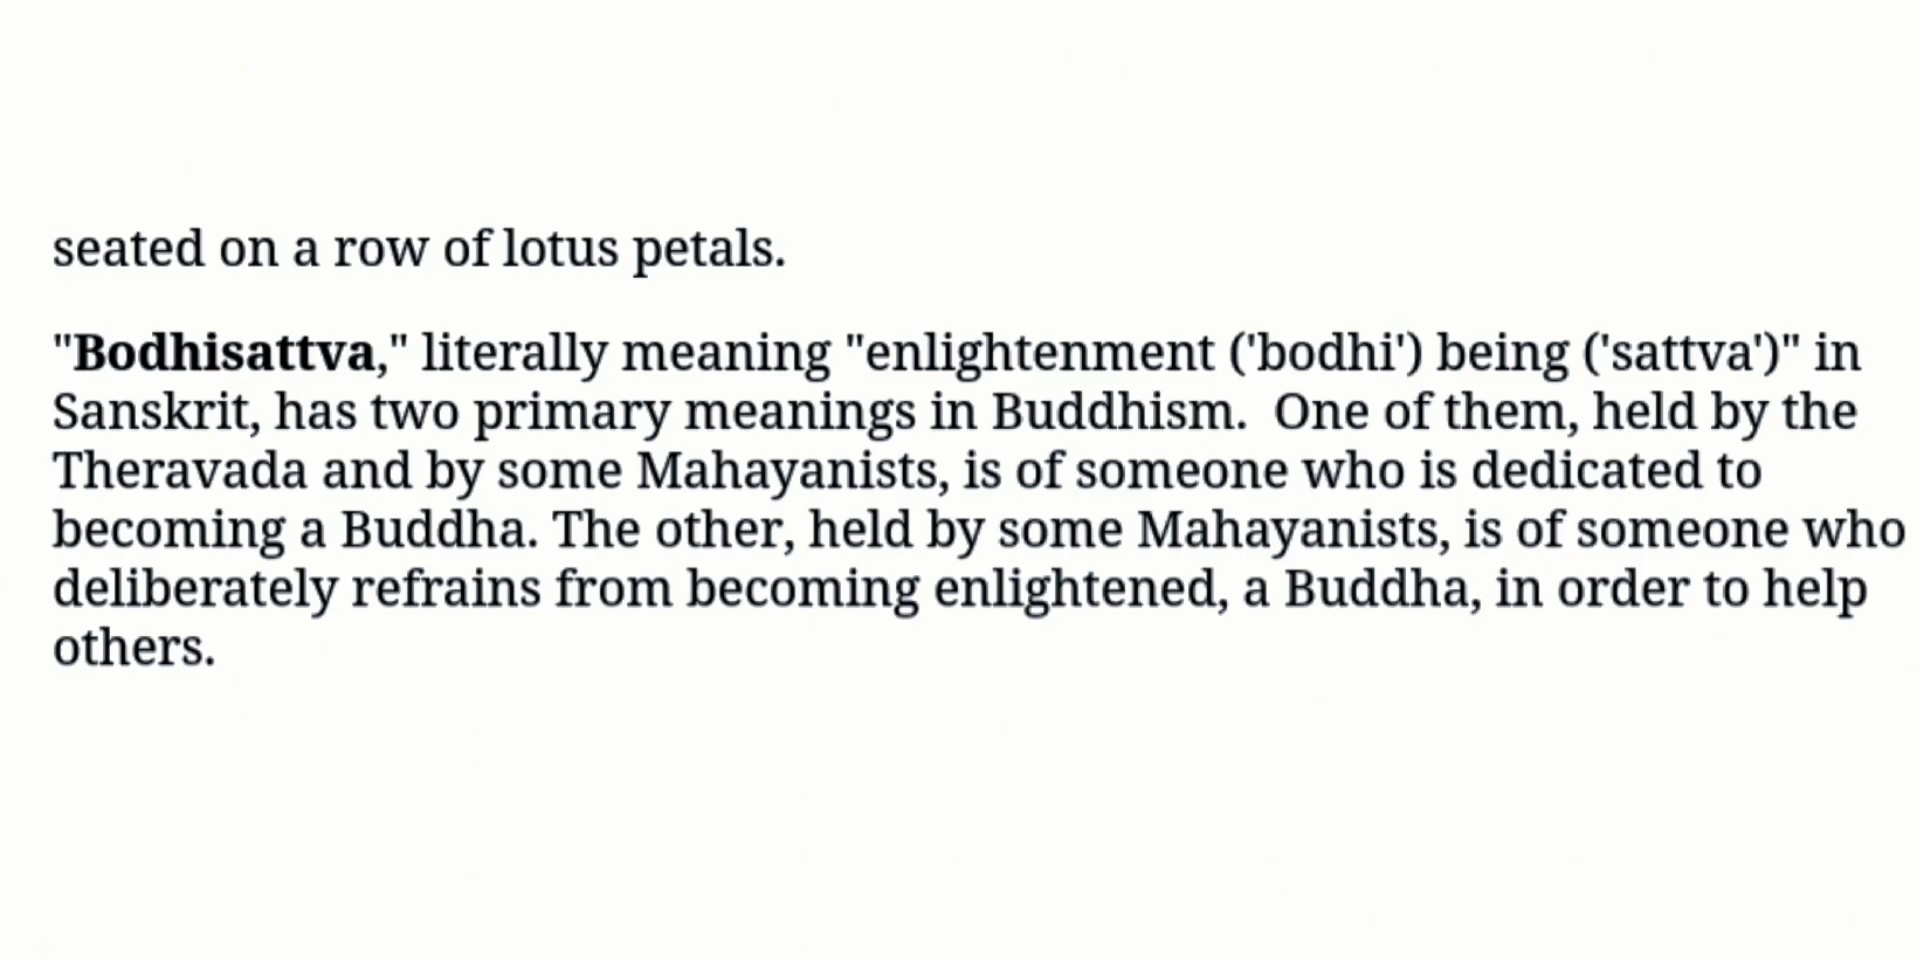 seated on a row of lotus petals.
"Bodhisattva," literally meaning "enlightenment ('bodhi') being ('sattva')" in
Sanskrit, has two primary meanings in Buddhism.  One of them, held by the
Theravada and by some Mahayanists, is of someone who is dedicated to
becoming a Buddha. The other, held by some Mahayanists, is of someone who
deliberately refrains from becoming enlightened, a Buddha, in order to help
others.